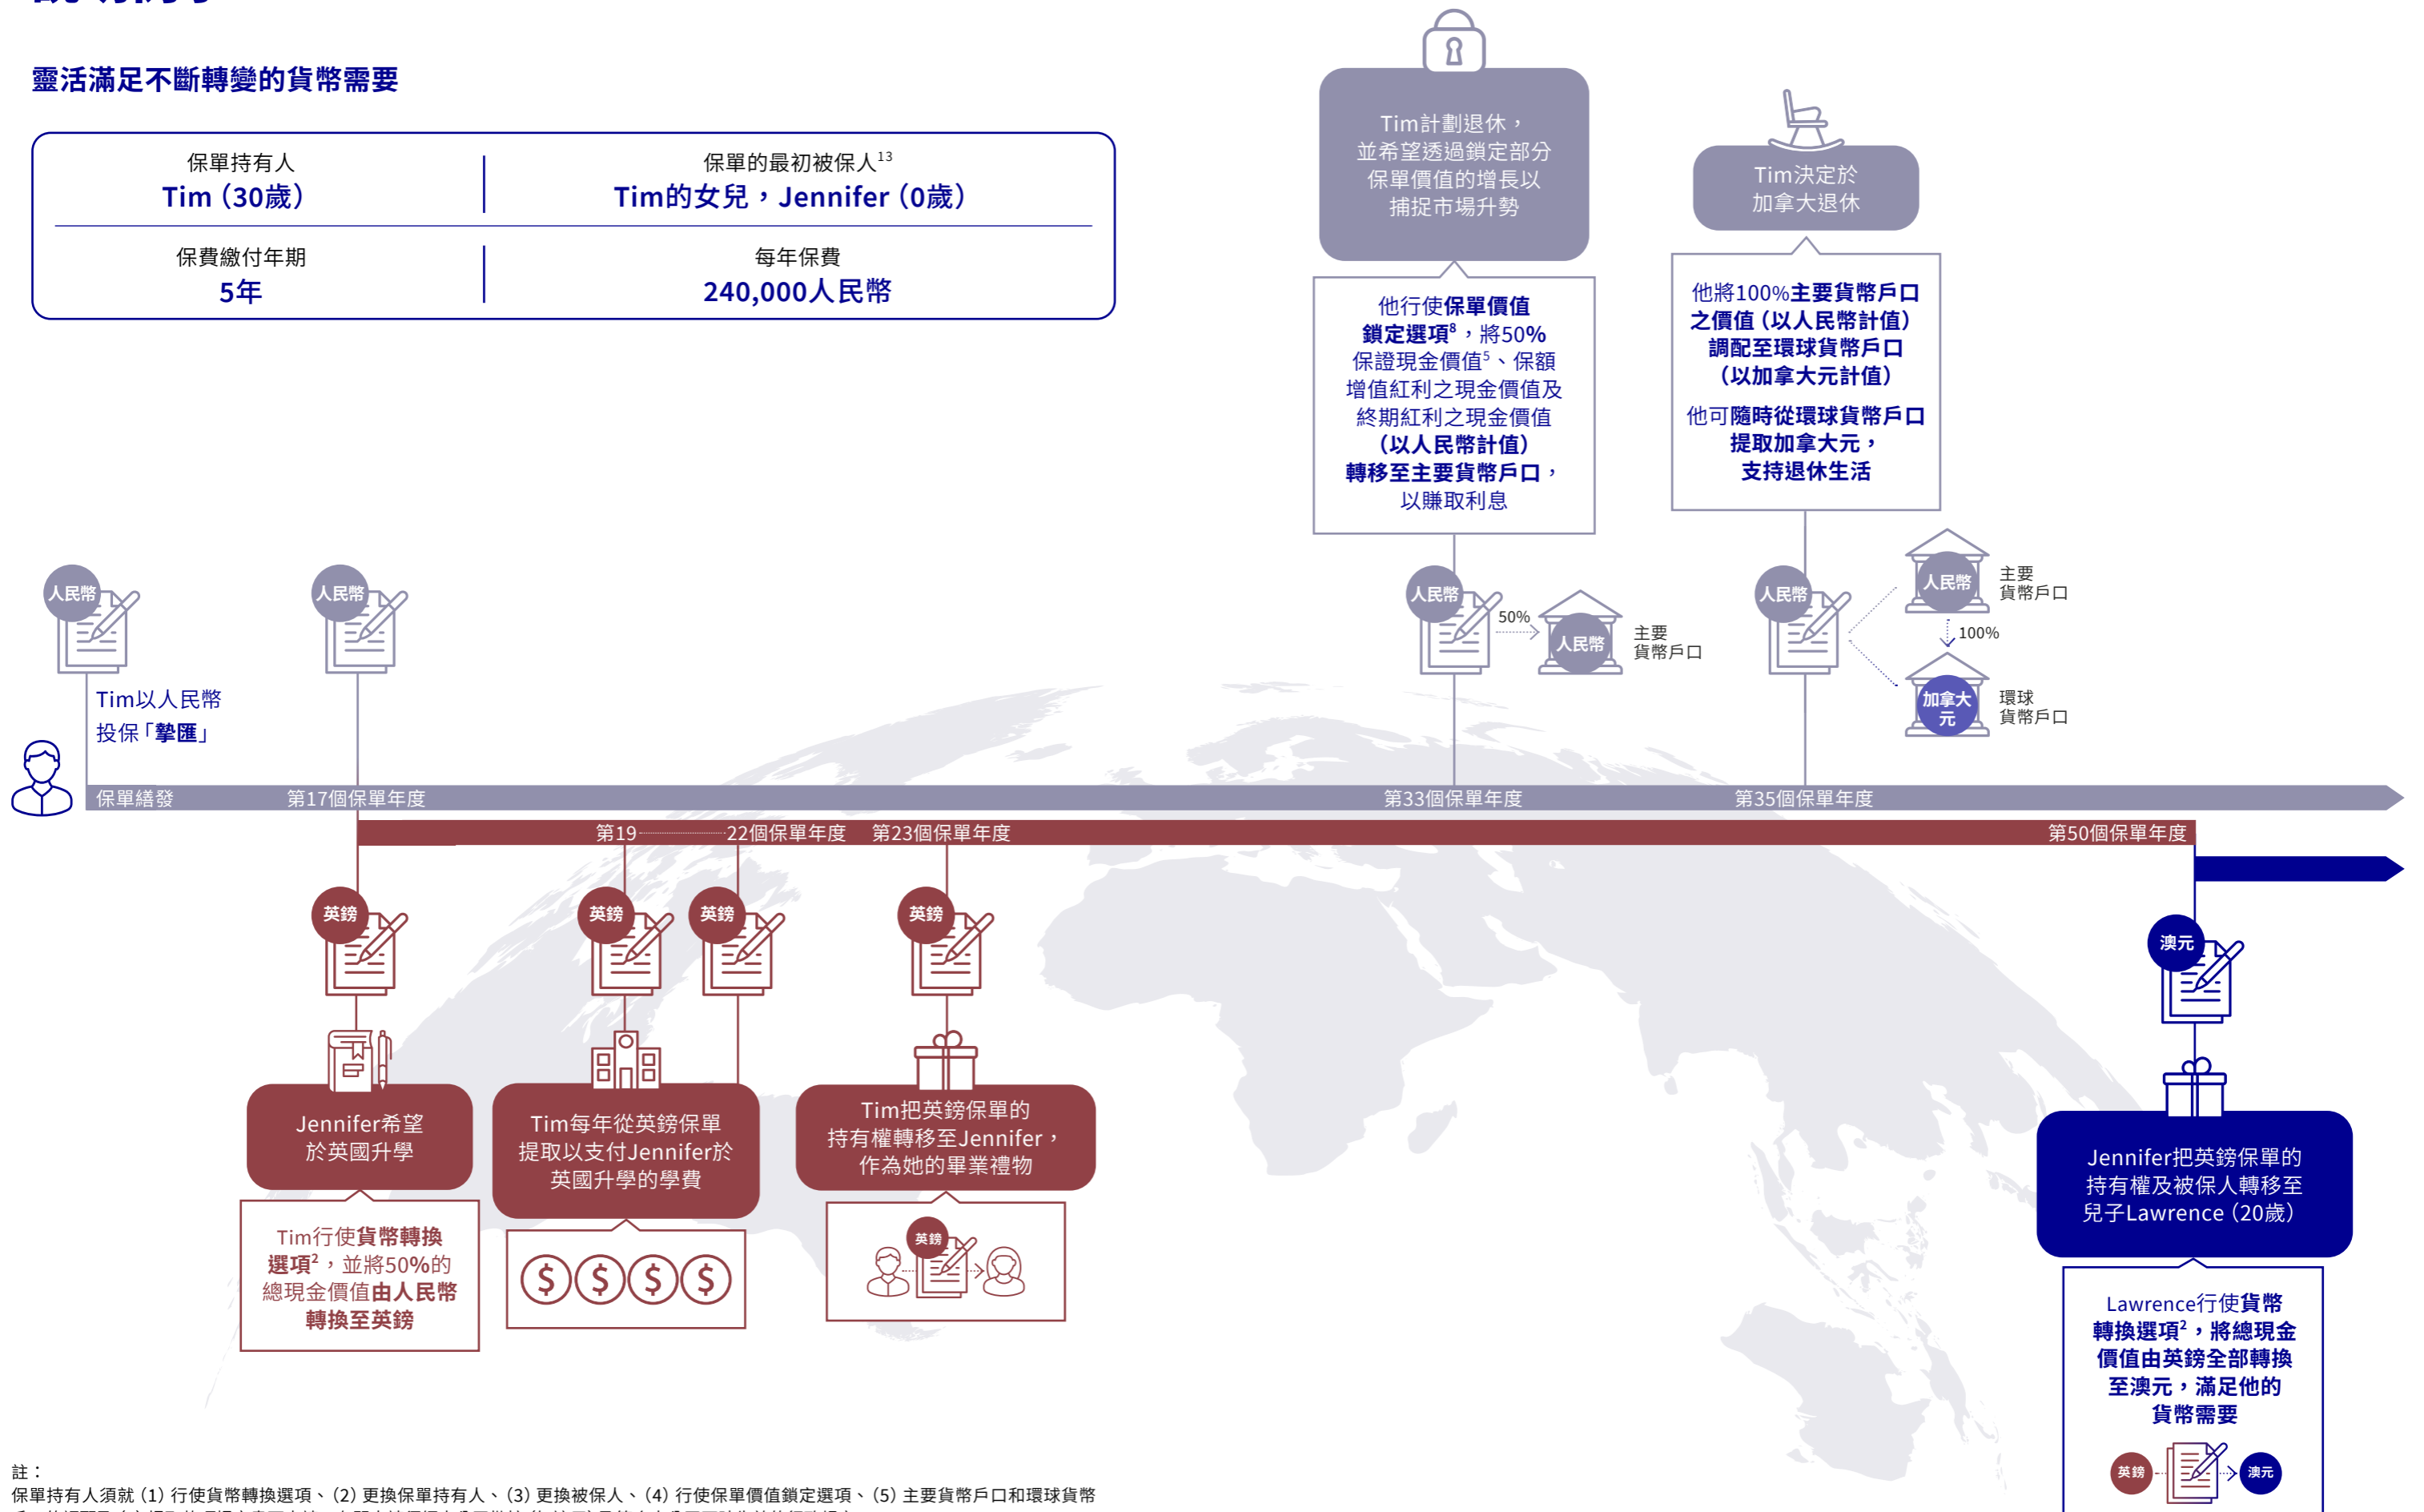 靈活滿足不斷轉變的貨幣需要
保單持有人
Tim（30歲）
保單的最初被保人13
Tim的女兒，Jennifer（0歲）
保費繳付年期
5年
每年保費
240,000人民幣
Tim計劃退休，
並希望透過鎖定部分
保單價值的增長以
捕捉市場升勢
他行使保單價值
鎖定選項8，將50%
保證現金價值5、保額
增值紅利之現金價值及
終期紅利之現金價值
（以人民幣計值）
轉移至主要貨幣戶口，
以賺取利息
Tim決定於
加拿大退休
他將100%主要貨幣戶口
之價值（以人民幣計值）
調配至環球貨幣戶口
（以加拿大元計值）
他可隨時從環球貨幣戶口
提取加拿大元，
支持退休生活
人民幣
人民幣
人民幣
50%
人民幣
主要
貨幣戶口
人民幣
人民幣
主要
貨幣戶口
100%
加拿大
元
環球
貨幣戶口
Tim以人民幣
投保「摯匯」
保單繕發
第17個保單年度
第33個保單年度
第35個保單年度
第19
22個保單年度
第23個保單年度
第50個保單年度
英鎊
英鎊
英鎊
英鎊
澳元
Jennifer希望
於英國升學
Tim行使貨幣轉換
選項2，並將50%的
總現金價值由人民幣
轉換至英鎊
Tim每年從英鎊保單
提取以支付Jennifer於
英國升學的學費
$ $ $ $
Tim把英鎊保單的
持有權轉移至Jennifer，
作為她的畢業禮物
英鎊
Jennifer把英鎊保單的
持有權及被保人轉移至
兒子Lawrence（20歲）
Lawrence行使貨幣
轉換選項2，將總現金
價值由英鎊全部轉換
至澳元，滿足他的
貨幣需要
英鎊
澳元
註：
保單持有人須就（1）行使貨幣轉換選項、（2）更換保單持有人、（3）更換被保人、（4）行使保單價值鎖定選項、（5）主要貨幣戶口和環球貨幣